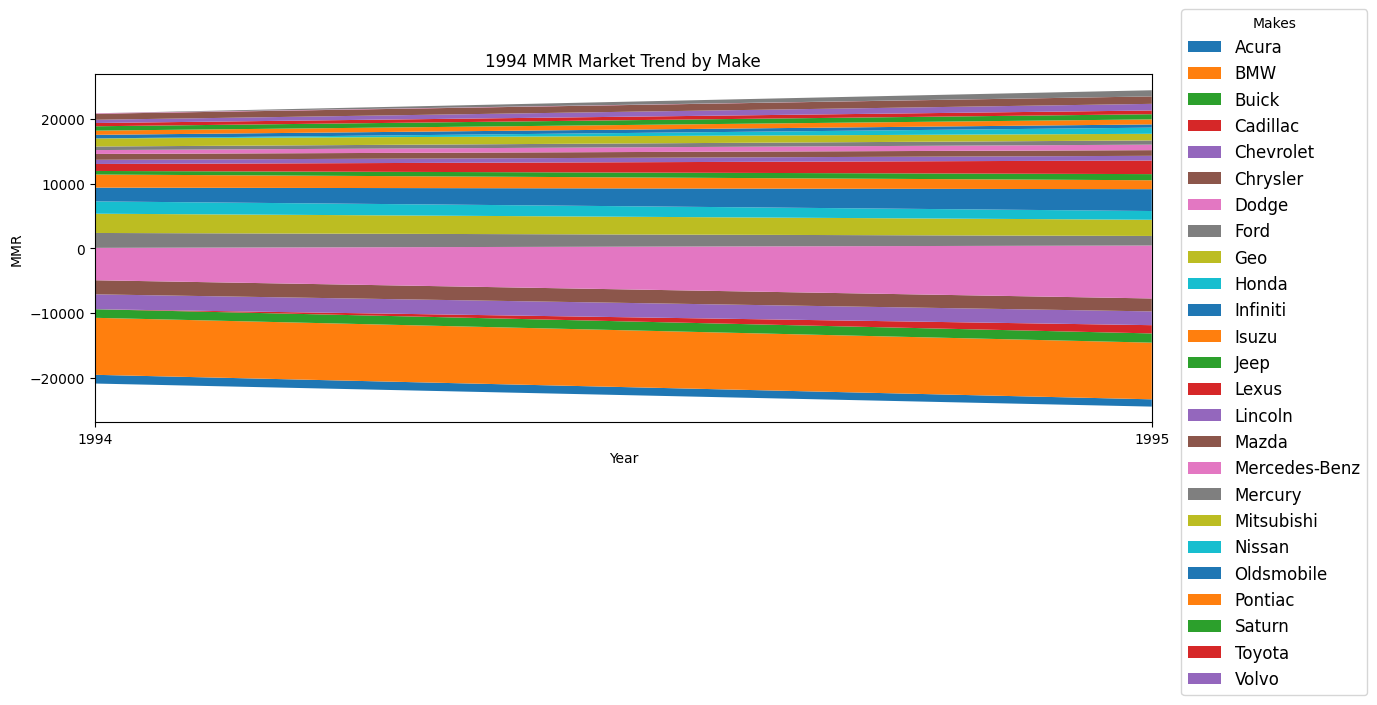 1994 MMR Market Trend by Make
MMR
20000
10000
0
−10000
−20000
1994
1995
Year
Makes
Acura
BMW
Buick
Cadillac
Chevrolet
Chrysler
Dodge
Ford
Geo
Honda
Infiniti
Isuzu
Jeep
Lexus
Lincoln
Mazda
Mercedes-Benz
Mercury
Mitsubishi
Nissan
Oldsmobile
Pontiac
Saturn
Toyota
Volvo